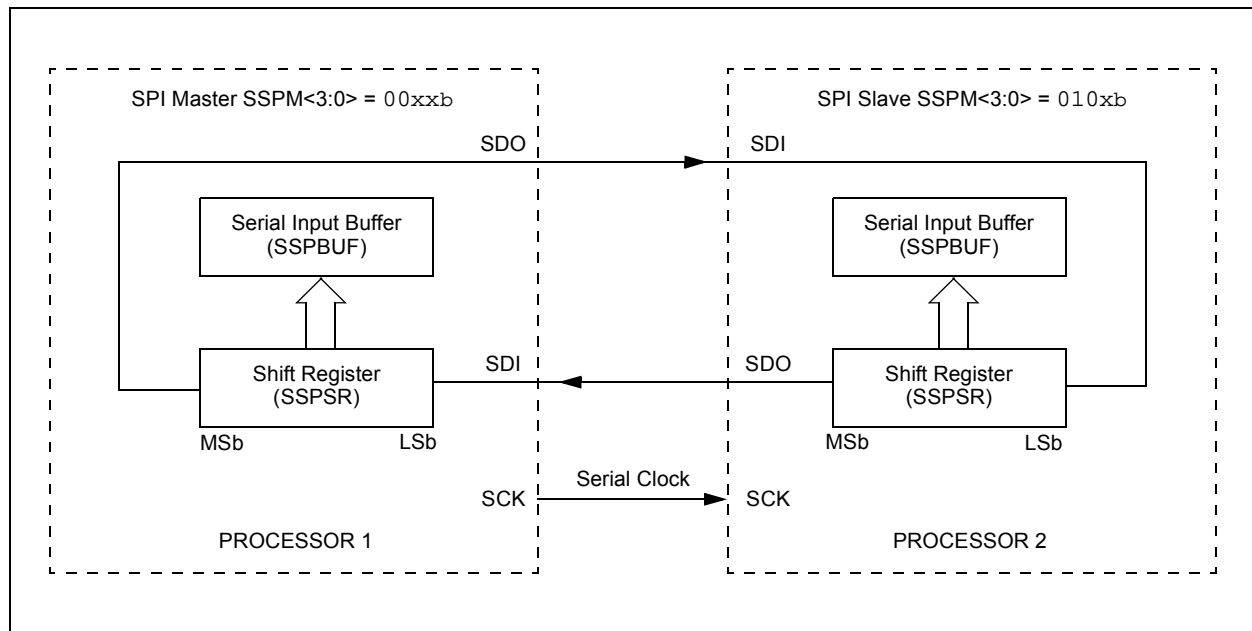 SPI Master SSPM<3:0> = 00xxb
SPI Slave SSPM<3:0> = 010xb
SDO
SDI
Serial Input Buffer
(SSPBUF)
Serial Input Buffer
(SSPBUF)
Shift Register
(SSPSR)
SDI
SDO
Shift Register
(SSPSR)
MSb
LSb
MSb
LSb
Serial Clock
SCK
SCK
PROCESSOR 1
PROCESSOR 2